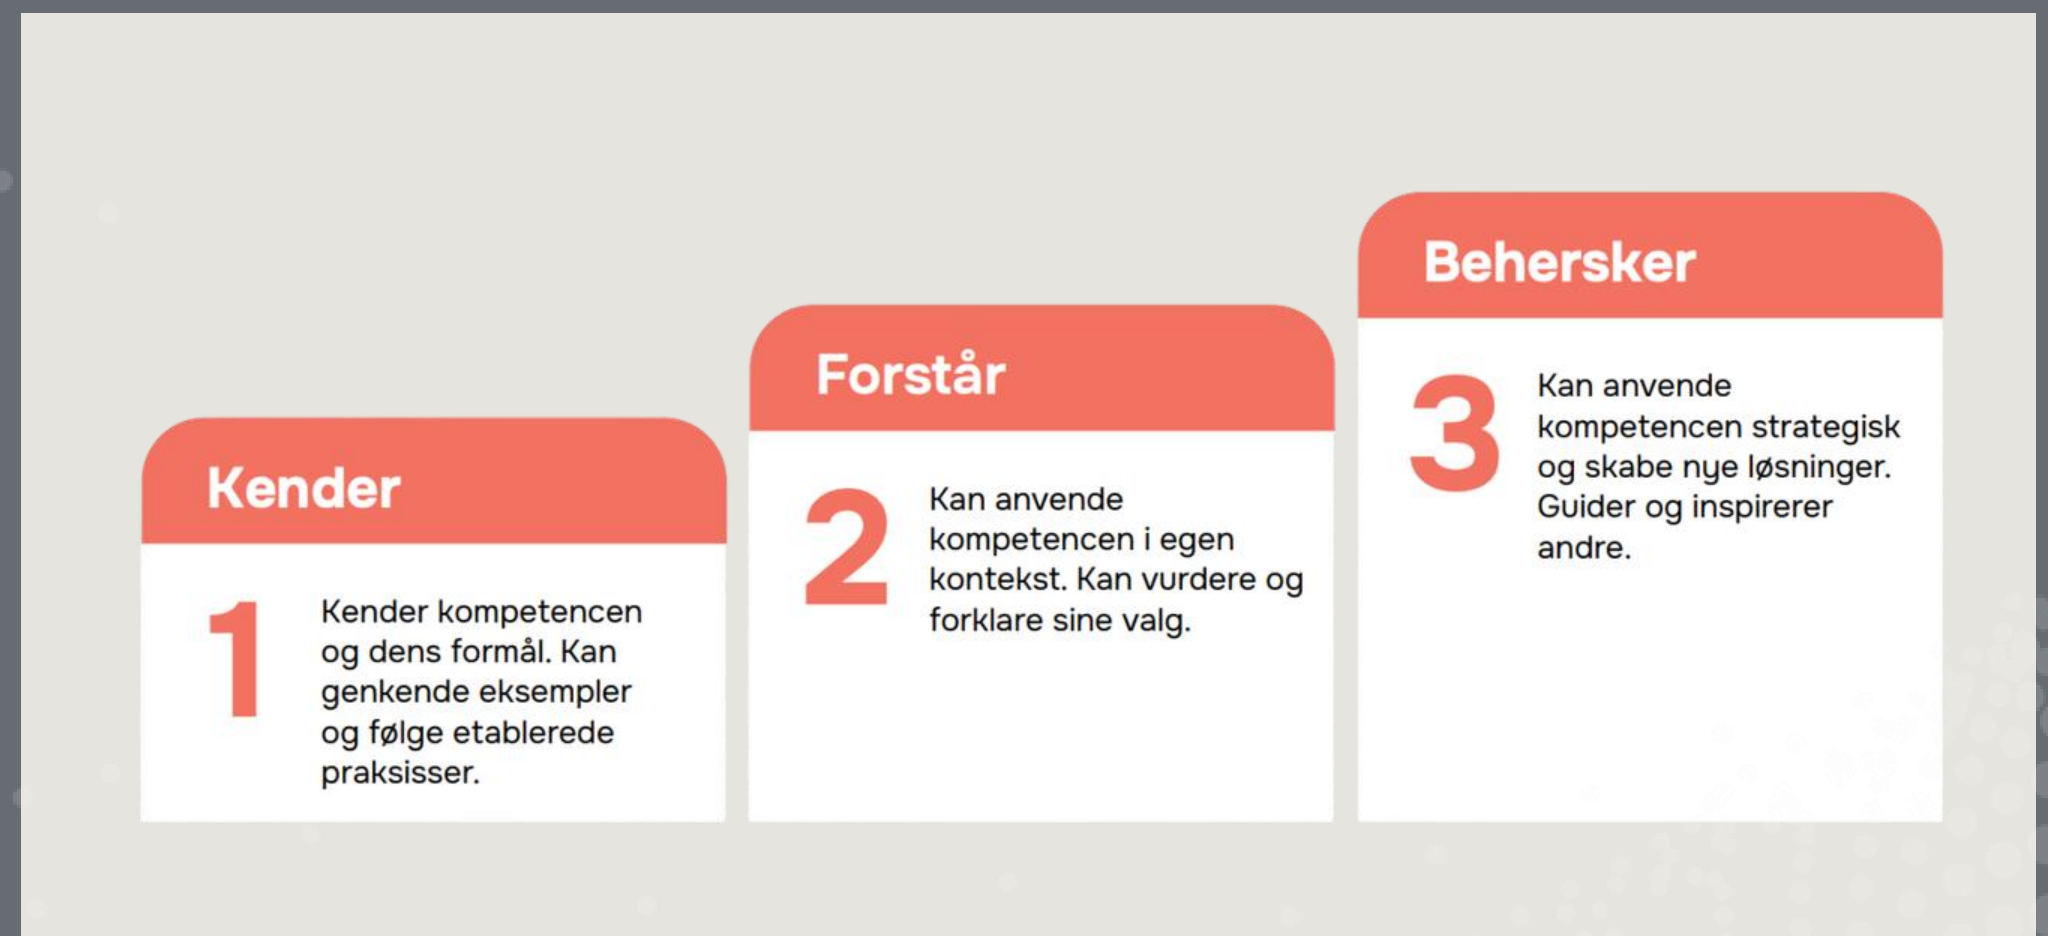 Kender
1
Kender kompetencen
og dens formål. Kan
genkende eksempler
og følge etablerede
praksisser.
Forstår
2
Kan anvende
kompetencen i egen
kontekst. Kan vurdere og
forklare sine valg.
Behersker
3
Kan anvende
kompetencen strategisk
og skabe nye løsninger.
Guider og inspirerer
andre.